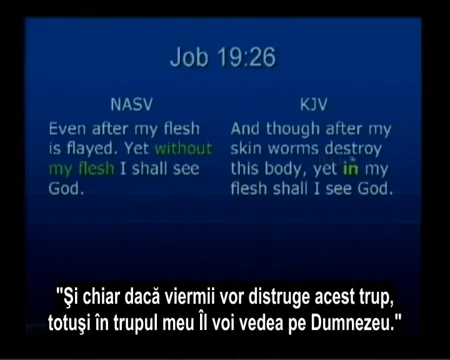 Job 19:26
NASV
Even after my flesh
is flayed. Yet without
my flesh I shall see
God.
KJV
And though after my
skin worms destroy
this body, yet in my
flesh shall I see God.
"Şi chiar dacă viermii vor distruge acest trup,
totuşi în trupul meu Îl voi vedea pe Dumnezeu."